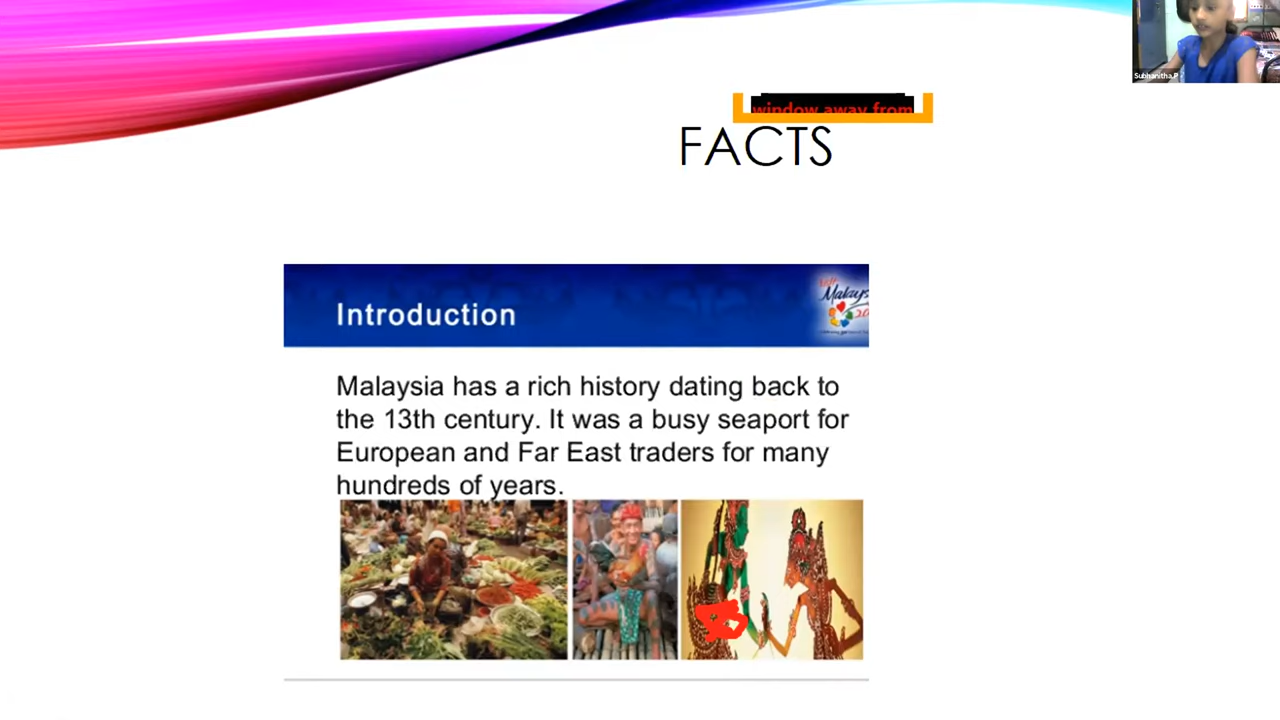 Subhanitha.P
window away from
FACTS
Introduction
Malaysia has a rich history dating back to
the 13th century. It was a busy seaport for
European and Far East traders for many
hundreds of years.